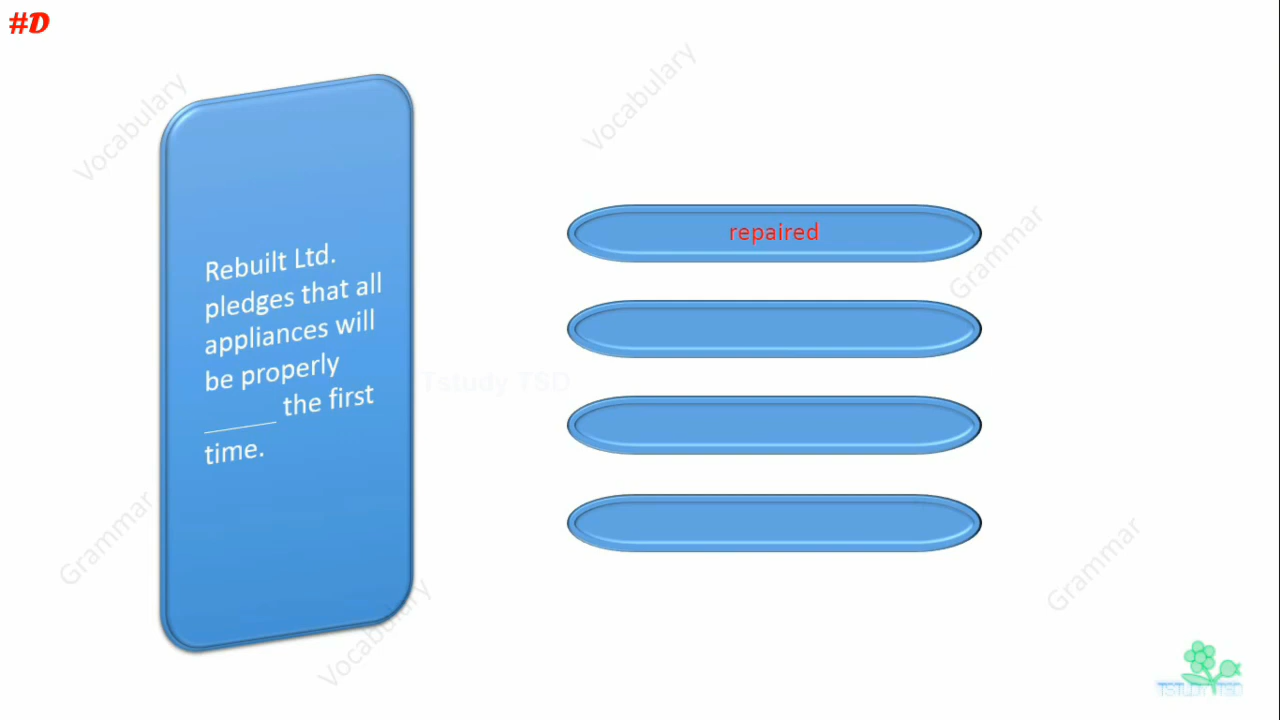 #D
Vocabulary
Vocabulary
Rebuilt Ltd.
pledges that all
appliances will
be properly
_____ the first
time.
repaired
Grammar
Tstudy TSD
Grammar
Grammar
Vocabulary
TSTUDY TSD